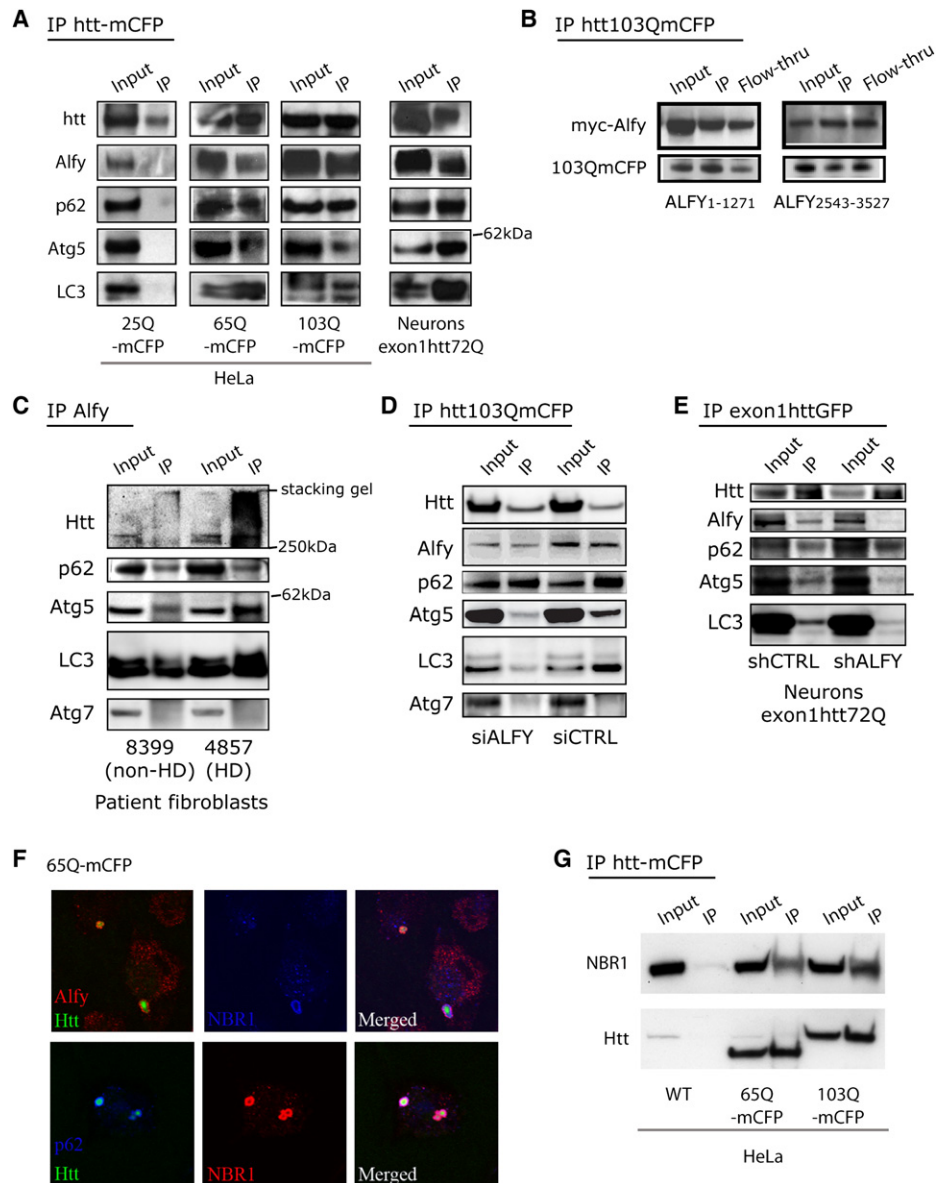 A
IP htt-mCFP
Input IP Input IP Input IP Input IP
htt
Alfy
p62
Atg5
62kDa
LC3
25Q
-mCFP
65Q
-mCFP
103Q
-mCFP
Neurons
exon1htt72Q
HeLa
B
IP htt103QmCFP
Input IP Flow-thru Input IP Flow-thru
myc-Alfy
103QmCFP
ALFY1-1271 ALFY2543-3527
C
IP Alfy
Input IP Input IP
stacking gel
Htt
250kDa
p62
62kDa
Atg5
LC3
Atg7
8399
(non-HD)
4857
(HD)
Patient fibroblasts
D
IP htt103QmCFP
Input IP Input IP
Htt
Alfy
p62
Atg5
LC3
Atg7
siALFY siCTRL
E
IP exon1httGFP
Input IP Input IP
Htt
Alfy
p62
Atg5
LC3
shCTRL shALFY
Neurons
exon1htt72Q
F
65Q-mCFP
Alfy
Htt
NBR1
Merged
p62
Htt
NBR1
Merged
G
IP htt-mCFP
Input IP Input IP Input IP
NBR1
Htt
WT
65Q
-mCFP
103Q
-mCFP
HeLa